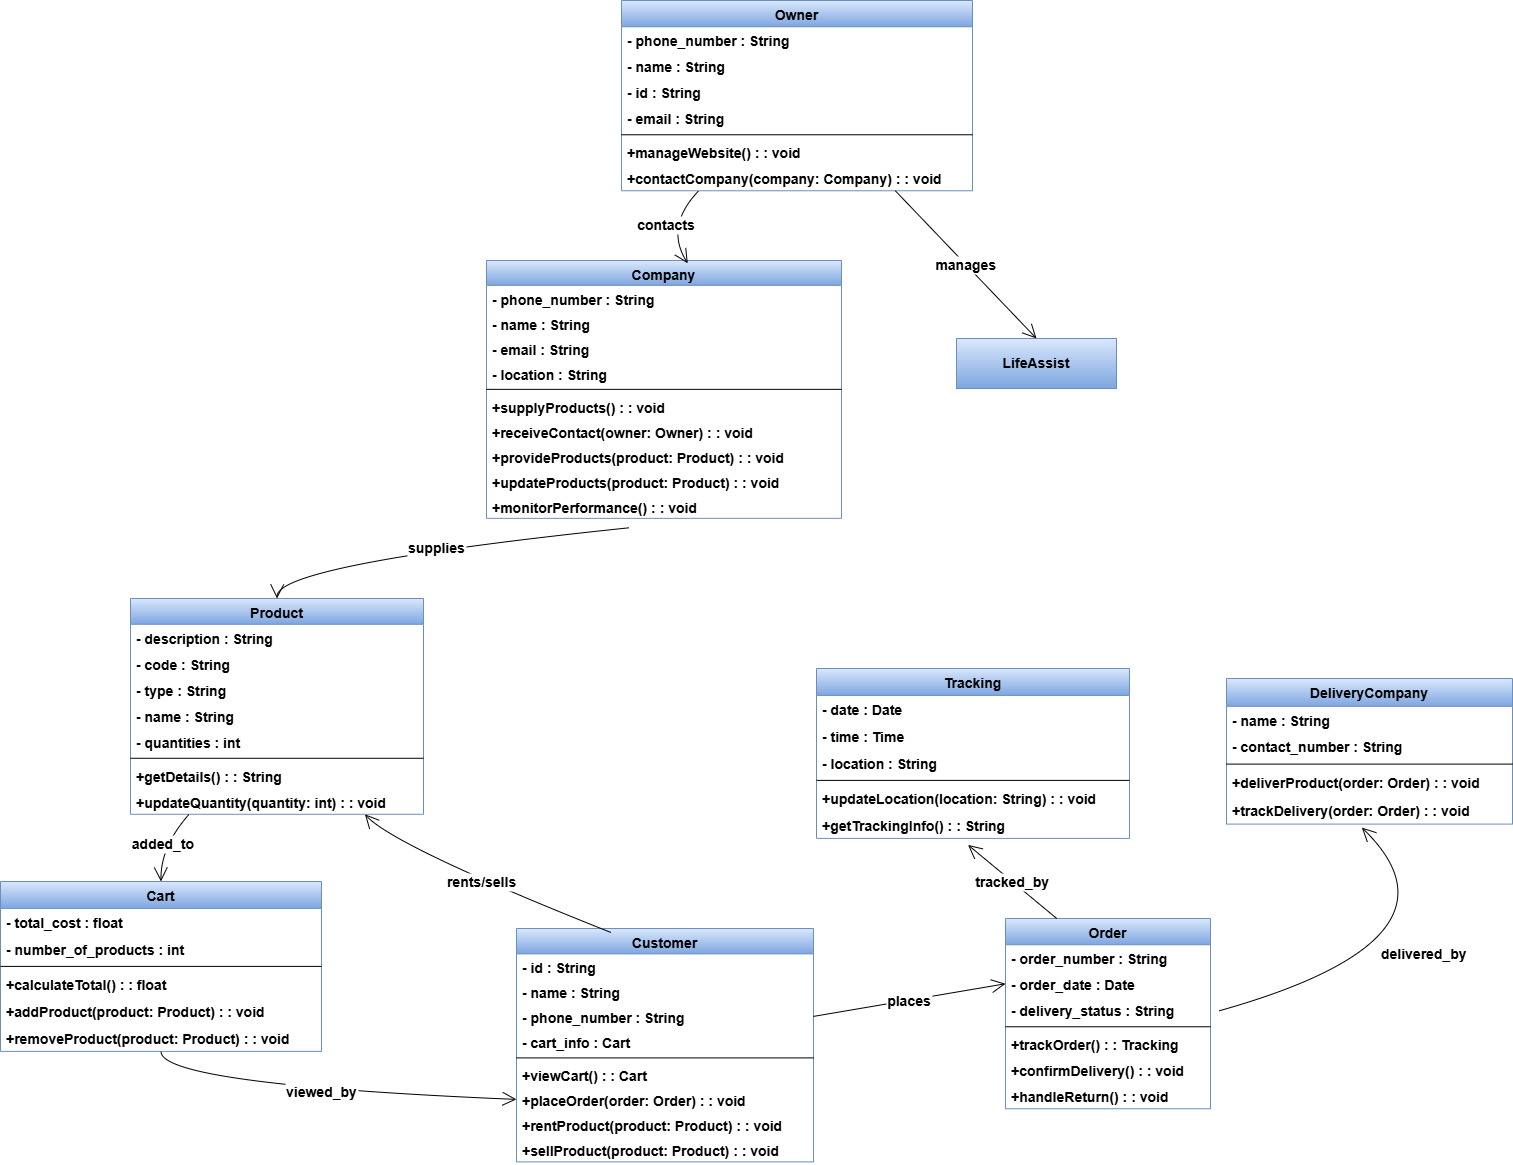 Owner
- phone_number : String
- name : String
- id : String
- email : String
+manageWebsite() : : void
+contactCompany(company: Company) : : void
contacts
manages
Company
- phone_number : String
- name : String
- email : String
- location : String
+supplyProducts() : : void
+receiveContact(owner: Owner) : : void
+provideProducts(product: Product) : : void
+updateProducts(product: Product) : : void
+monitorPerformance() : : void
LifeAssist
supplies
Product
- description : String
- code : String
- type : String
- name : String
- quantities : int
+getDetails() : : String
+updateQuantity(quantity: int) : : void
Tracking
- date : Date
- time : Time
- location : String
+updateLocation(location: String) : : void
+getTrackingInfo() : : String
DeliveryCompany
- name : String
- contact_number : String
+deliverProduct(order: Order) : : void
+trackDelivery(order: Order) : : void
added_to
rents/sells
tracked_by
delivered_by
Cart
- total_cost : float
- number_of_products : int
+calculateTotal() : : float
+addProduct(product: Product) : : void
+removeProduct(product: Product) : : void
viewed_by
Customer
- id : String
- name : String
- phone_number : String
- cart_info : Cart
+viewCart() : : Cart
+placeOrder(order: Order) : : void
+rentProduct(product: Product) : : void
+sellProduct(product: Product) : : void
places
Order
- order_number : String
- order_date : Date
- delivery_status : String
+trackOrder() : : Tracking
+confirmDelivery() : : void
+handleReturn() : : void